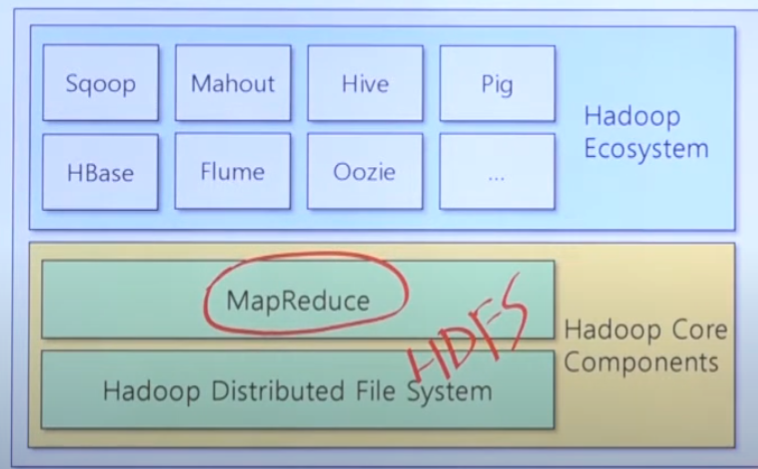 Sqoop
Mahout
Hive
Pig
Hadoop
Ecosystem
HBase
Flume
Oozie
...
MapReduce
HDFS
Hadoop Core
Components
Hadoop Distributed File System